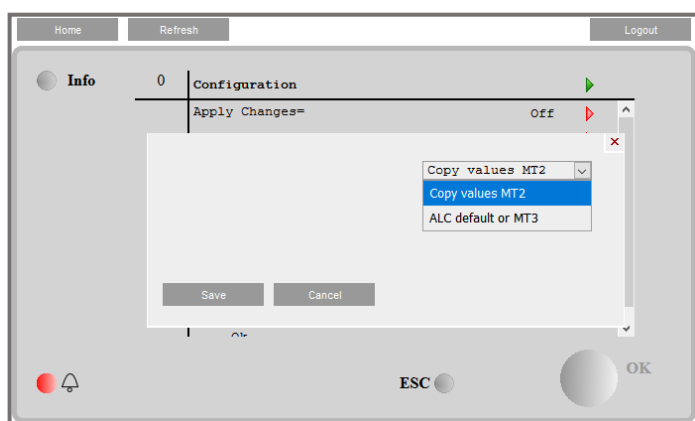 Home Refresh Logout
Info 0 Configuration
Apply Changes= Off
Copy values MT2
Copy values MT2
ALC default or MT3
Save Cancel
ESC OK